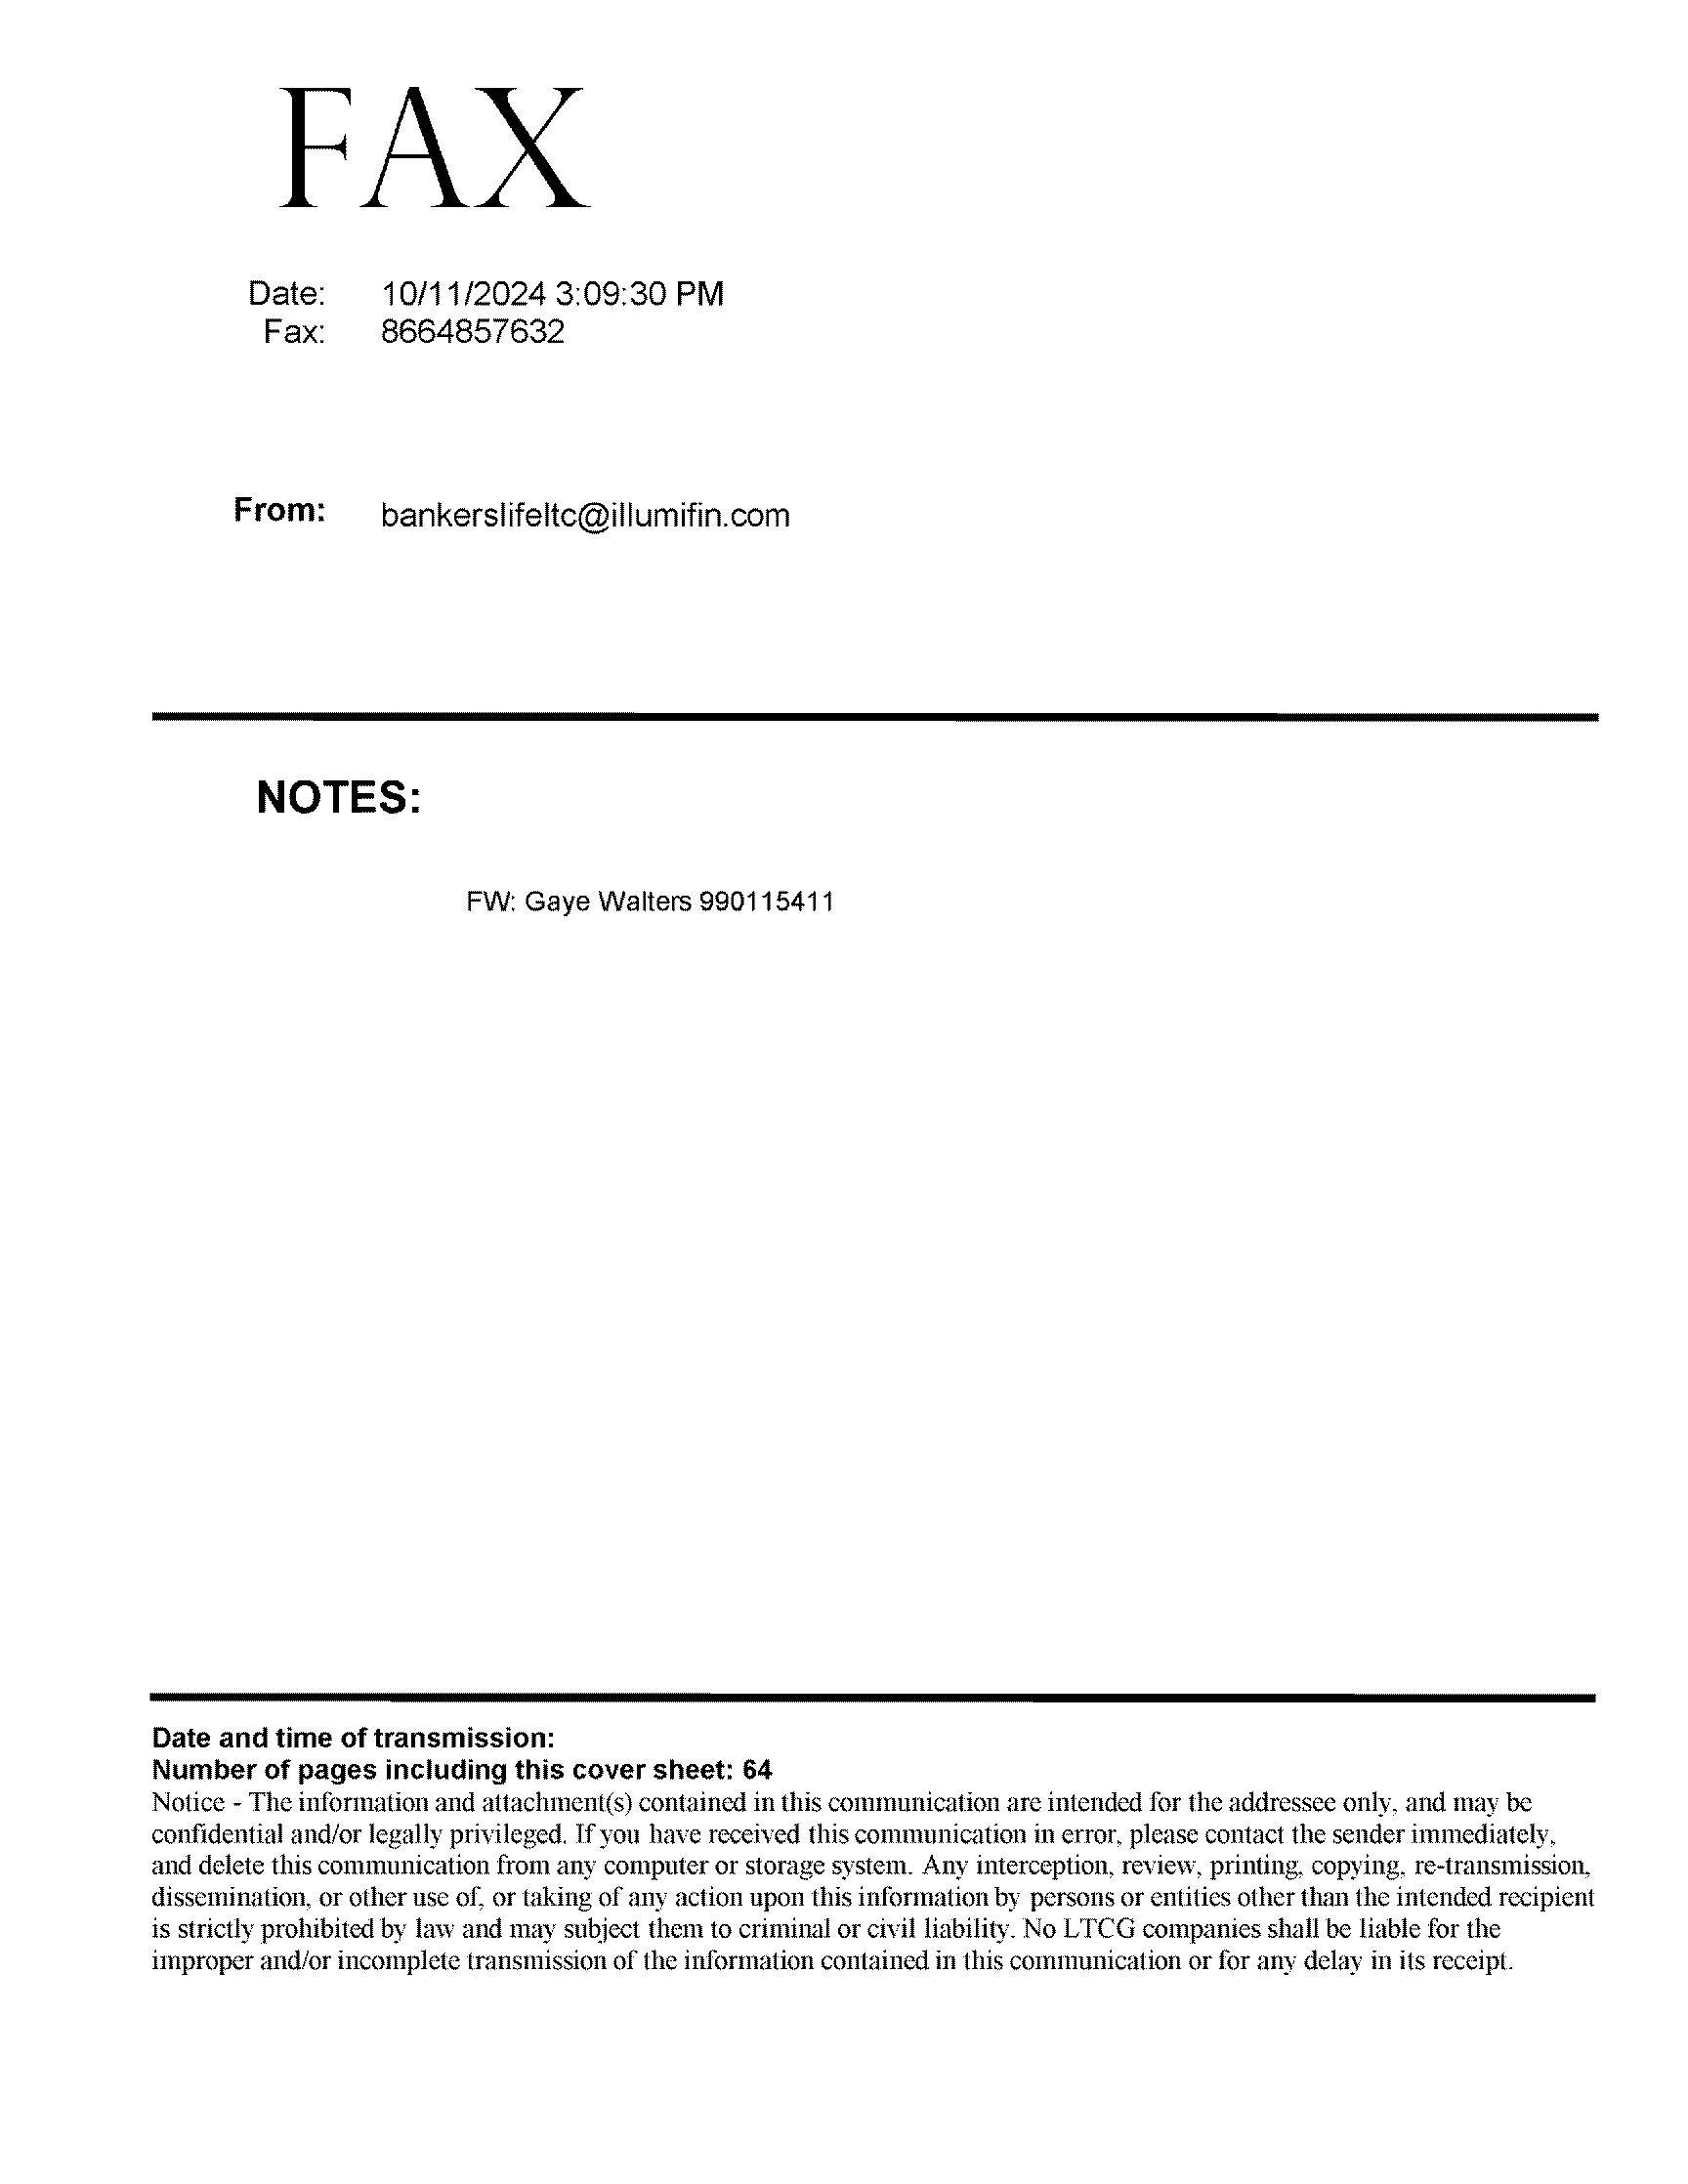 FAX
Date: 10/11/2024 3:09:30 PM
Fax: 8664857632
From: bankerslifeltc@illumifin.com
NOTES:
FW: Gaye Walters 990115411
Date and time of transmission:
Number of pages including this cover sheet: 64
Notice - The information and attachment(s) contained in this communication are intended for the addressee only, and may be
confidential and/or legally privileged. If you have received this communication in error, please contact the sender immediately,
and delete this communication from any computer or storage system. Any interception, review, printing, copying, re-transmission,
dissemination, or other use of, or taking of any action upon this information by persons or entities other than the intended recipient
is strictly prohibited by law and may subject them to criminal or civil liability. No LTCG companies shall be liable for the
improper and/or incomplete transmission of the information contained in this communication or for any delay in its receipt.